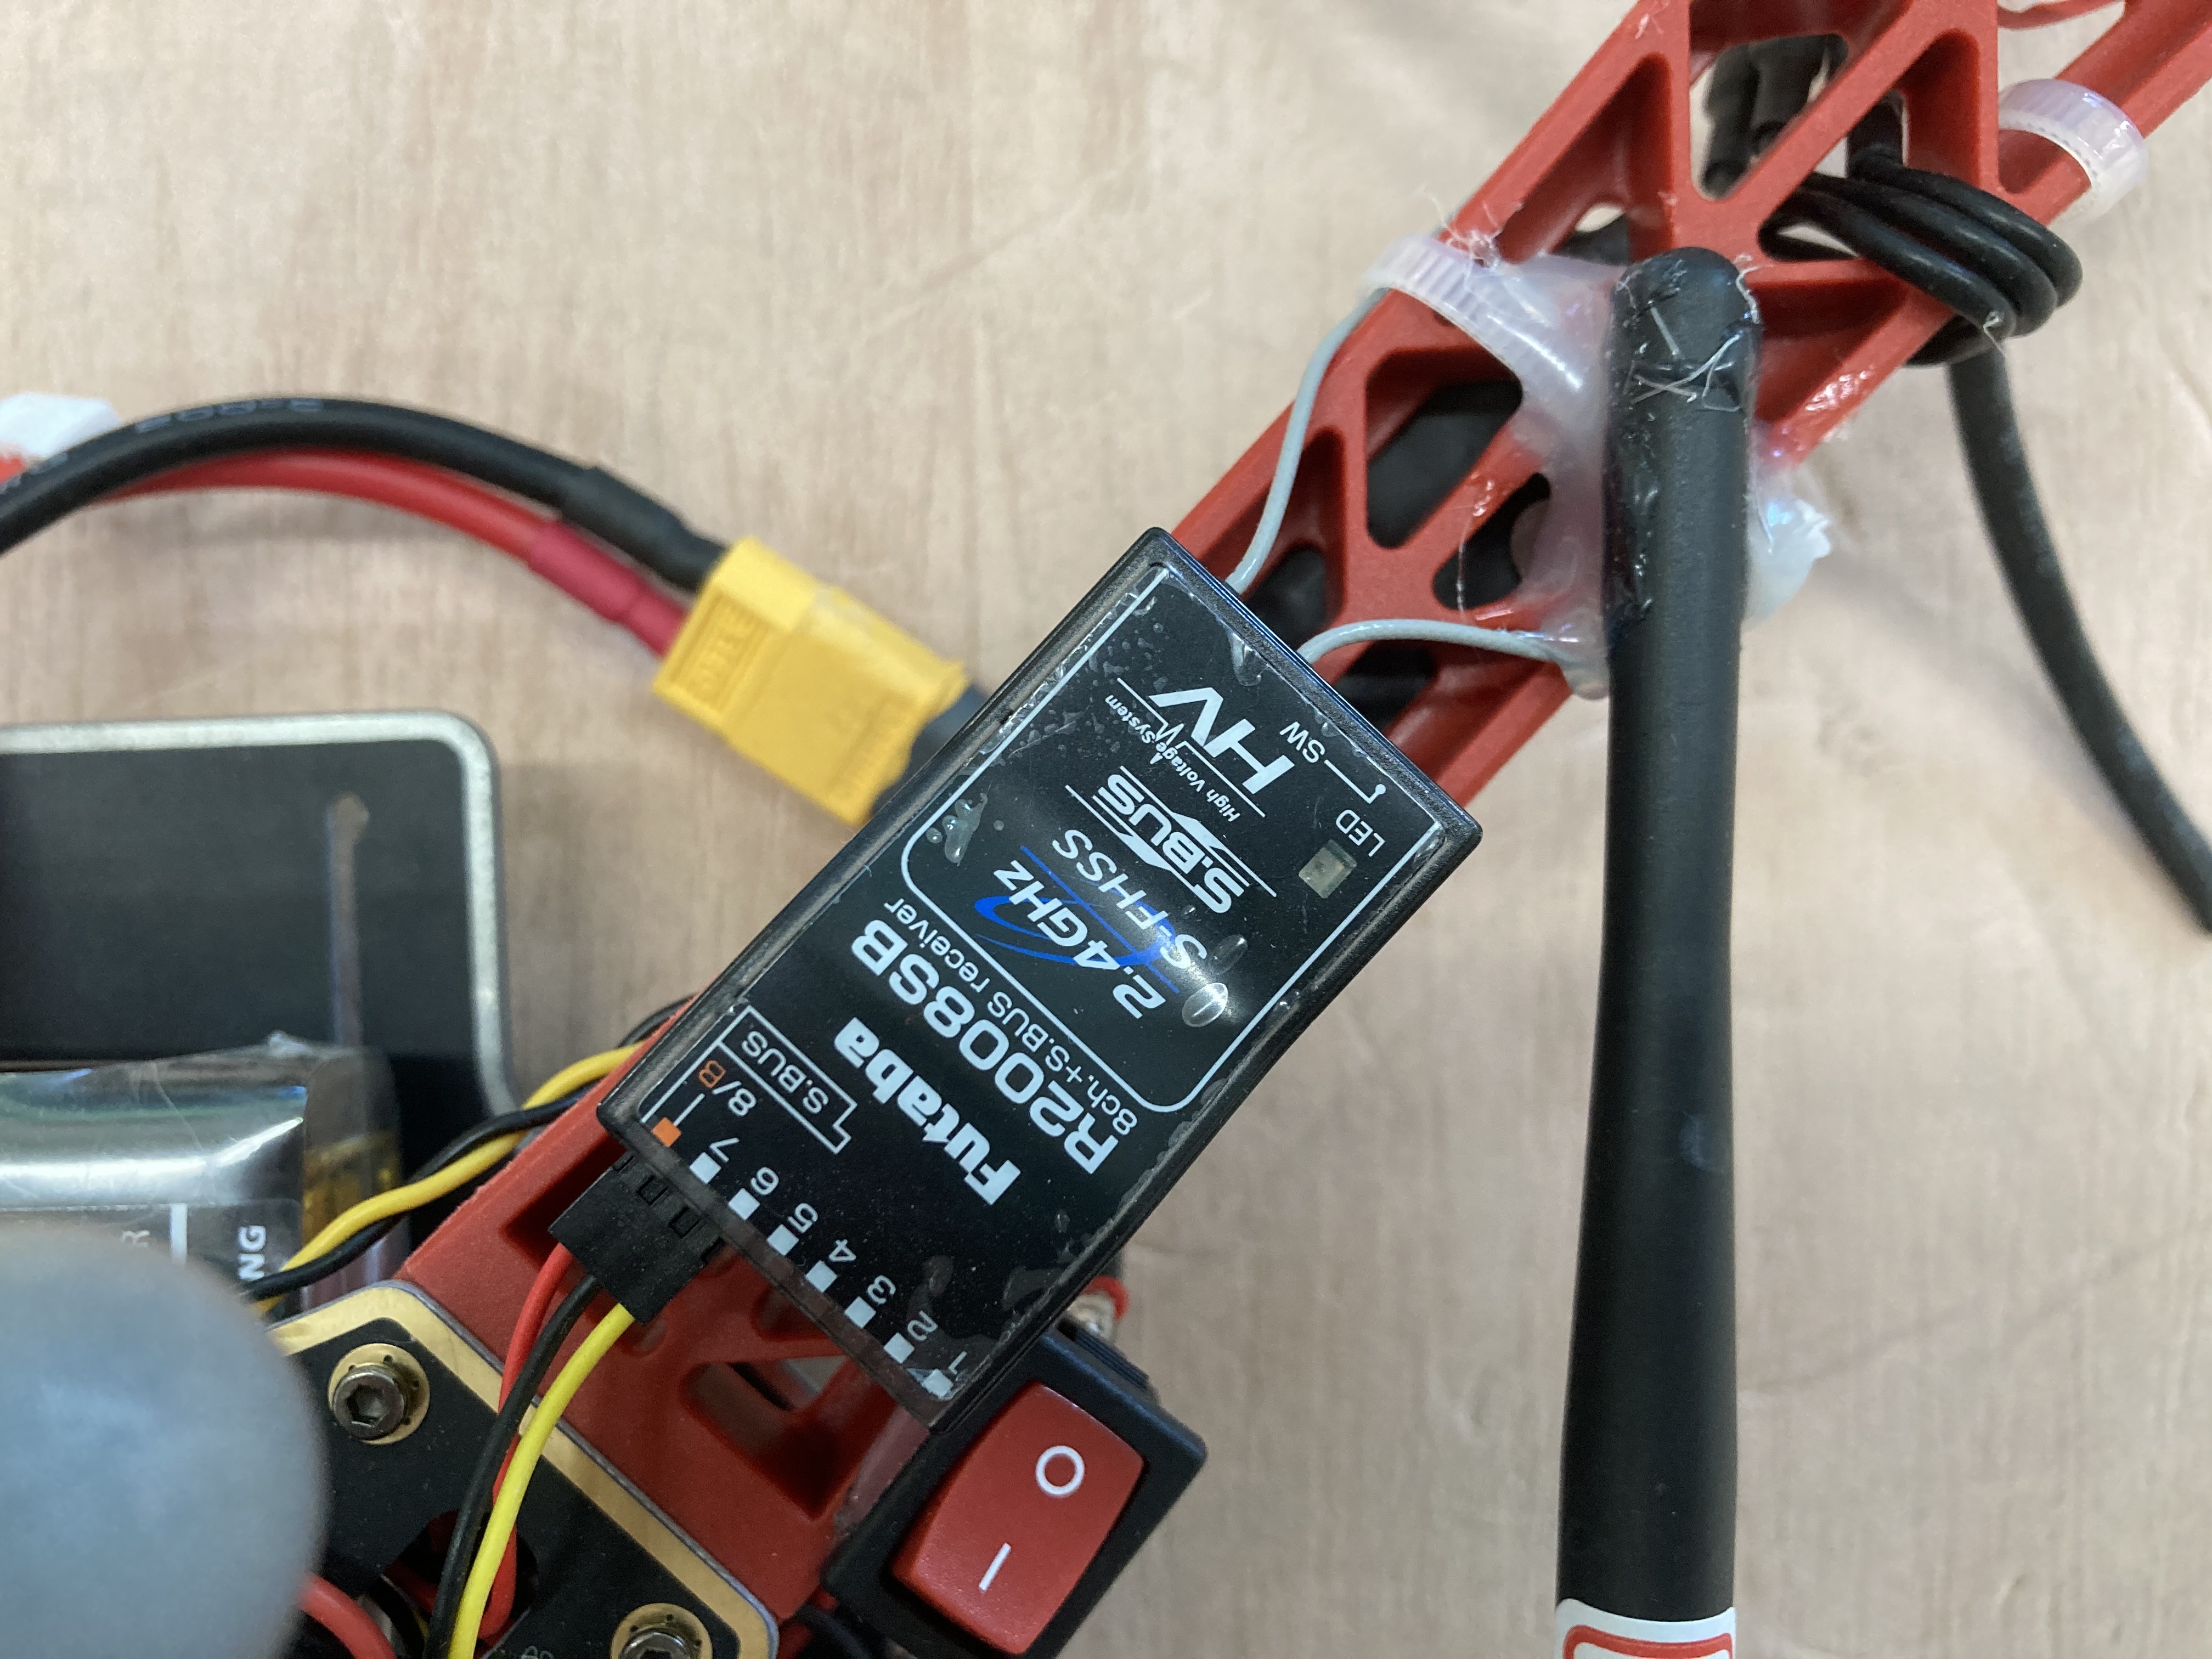 Futaba
R2008SB
8ch.+S.BUS receiver
2.4GHz
S-FHSS
S.BUS
HV
High Voltage System
SW
LED
S.BUS
8/B
7
6
5
4
3
2
1
O
I
NG
R